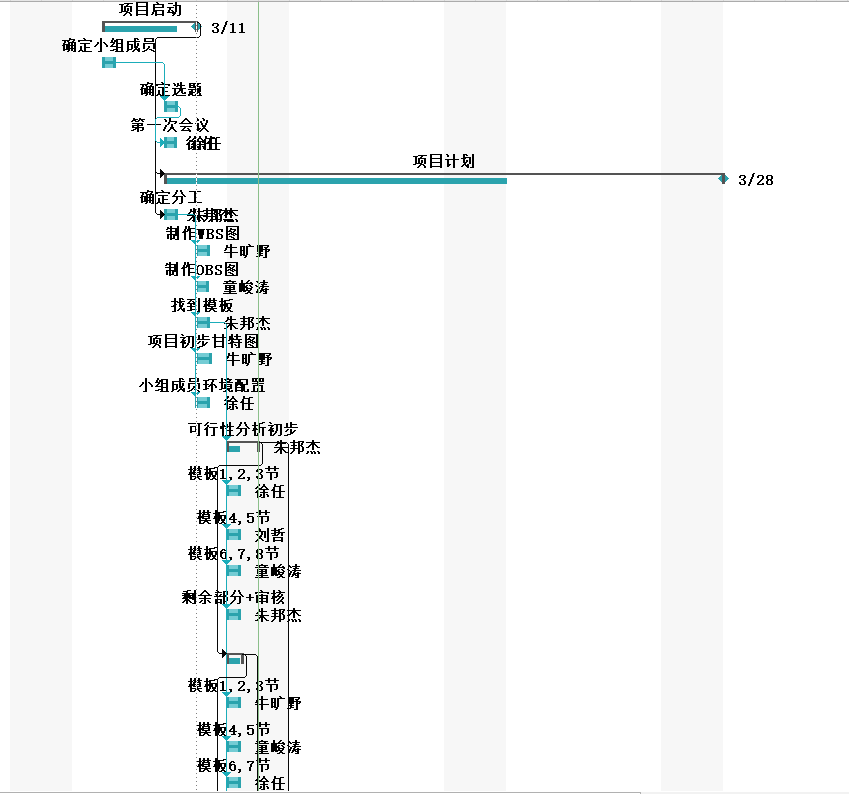 项目启动
3/11
确定小组成员
确定选题
第一次会议
徐任
项目计划
3/28
确定分工
朱邦杰
制作WBS图
牛旷野
制作OBS图
童峻涛
找到模板
朱邦杰
项目初步甘特图
牛旷野
小组成员环境配置
徐任
可行性分析初步
朱邦杰
模板1,2,3节
徐任
模板4,5节
刘哲
模板6,7,8节
童峻涛
剩余部分+审核
朱邦杰
模板1,2,3节
牛旷野
模板4,5节
童峻涛
模板6,7节
徐任